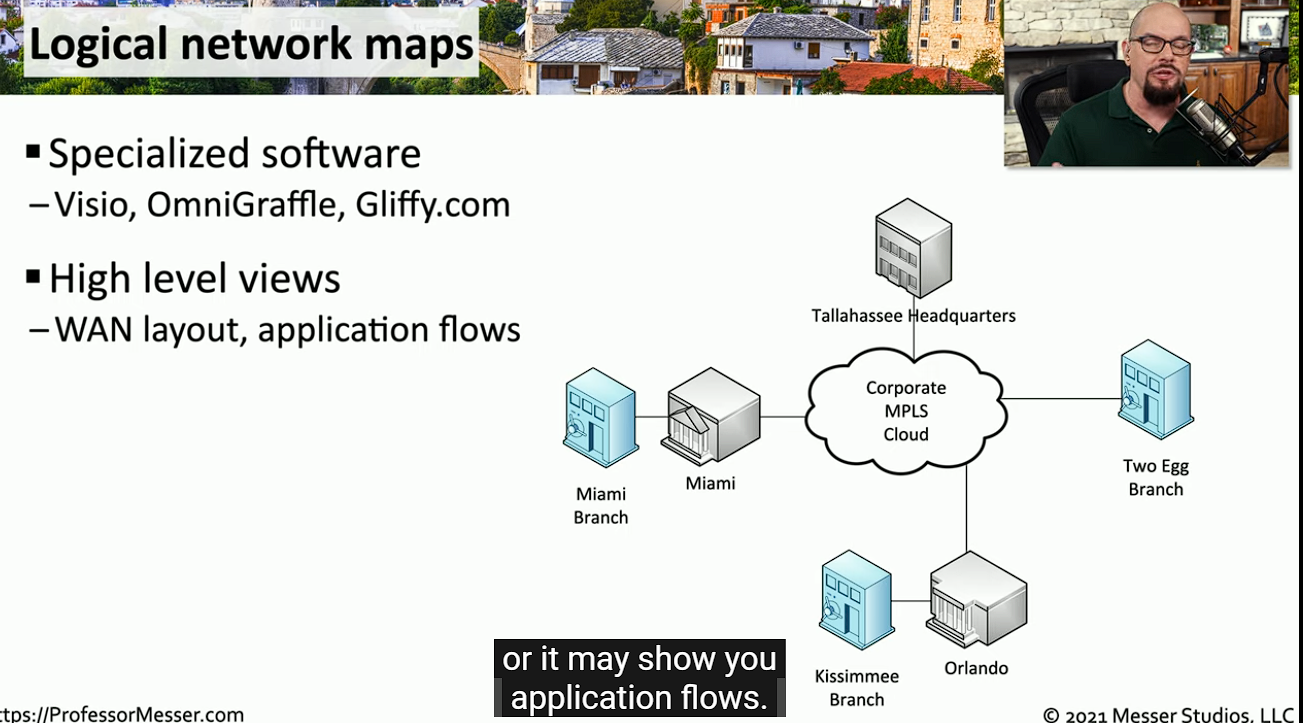 Logical network maps
▪ Specialized software
– Visio, OmniGraffle, Gliffy.com
▪ High level views
– WAN layout, application flows
Tallahassee Headquarters
Corporate
MPLS
Cloud
Miami
Branch
Miami
Two Egg
Branch
Kissimmee
Branch
Orlando
or it may show you
application flows.
ttps://ProfessorMesser.com
© 2021 Messer Studios, LLC